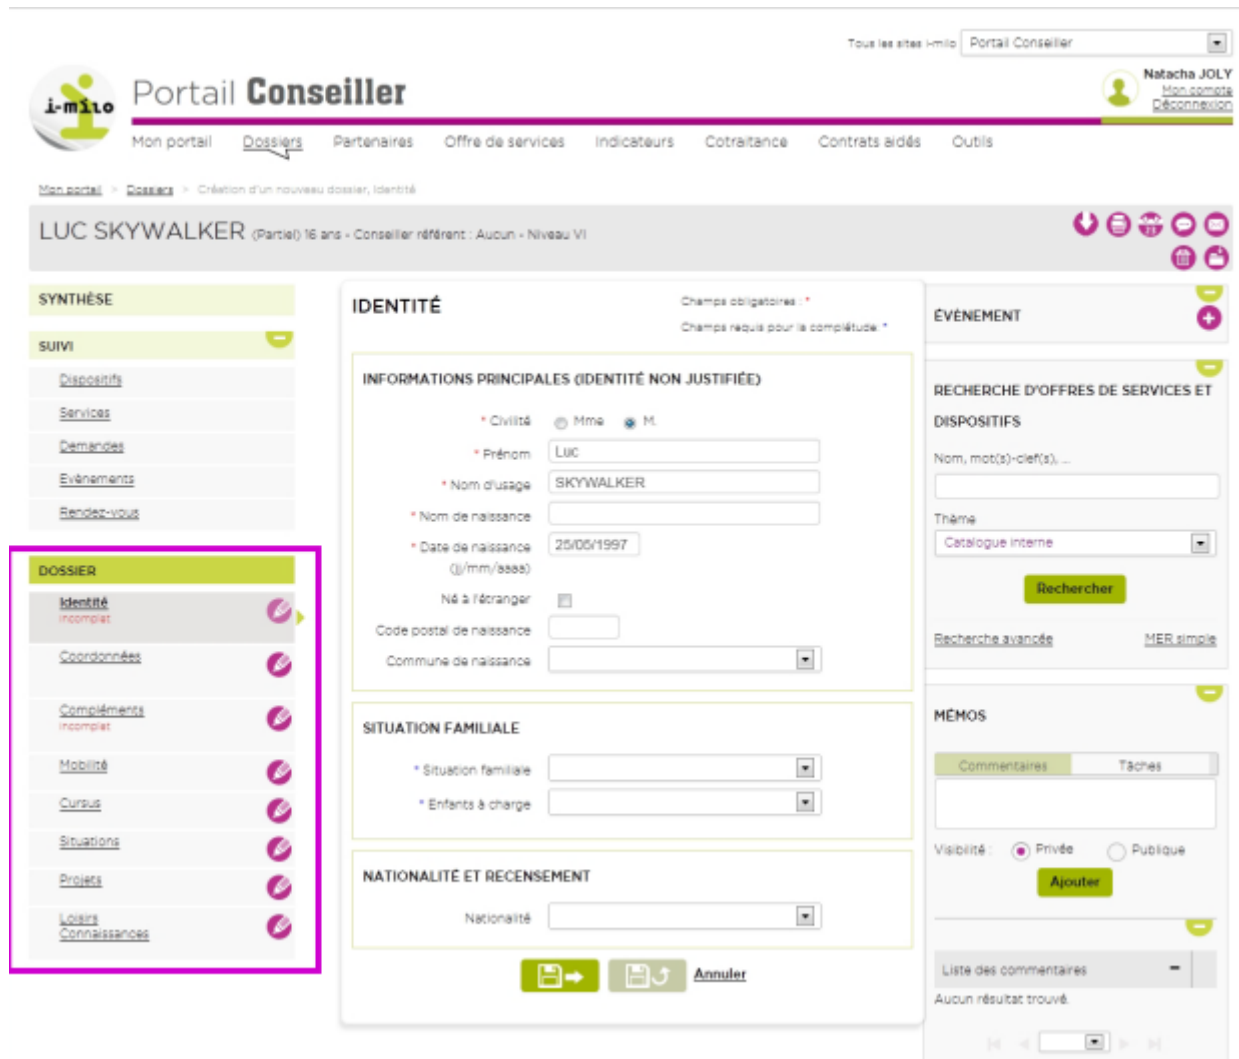 Tous les sites i-milo Portail Conseiller
i-milo
Portail Conseiller
Natacha JOLY
Mon compte
Déconnexion
Mon portail Dossiers Partenaires Offre de services Indicateurs Cotraitance Contrats aidés Outils
Mon portail > Dossiers > Création d'un nouveau dossier, Identité
LUC SKYWALKER (Partiel) 16 ans - Conseiller référent : Aucun - Niveau VI
SYNTHÈSE
SUIVI
Dispositifs
Services
Demandes
Evènements
Rendez-vous
DOSSIER
Identité
incomplet
Coordonnées
Compléments
incomplet
Mobilité
Cursus
Situations
Projets
Loisirs
Connaissances
IDENTITÉ
Champs obligatoires : *
Champs requis pour la complétude: *
INFORMATIONS PRINCIPALES (IDENTITÉ NON JUSTIFIÉE)
* Civilité Mme M.
* Prénom Luc
* Nom d'usage SKYWALKER
* Nom de naissance
* Date de naissance 25/05/1997
(jj/mm/aaaa)
Né à l'étranger
Code postal de naissance
Commune de naissance
SITUATION FAMILIALE
* Situation familiale
* Enfants à charge
NATIONALITÉ ET RECENSEMENT
Nationalité
Annuler
ÉVÉNEMENT
RECHERCHE D'OFFRES DE SERVICES ET
DISPOSITIFS
Nom, mot(s)-clef(s), ...
Thème
Catalogue interne
Rechercher
Recherche avancée MER simple
MÉMOS
Commentaires Tâches
Visibilité : Privée Publique
Ajouter
Liste des commentaires
Aucun résultat trouvé.